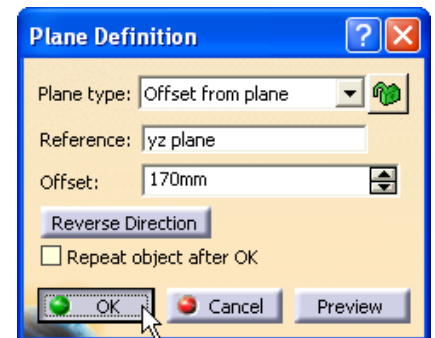 Plane Definition
Plane type: Offset from plane
Reference: yz plane
Offset: 170mm
Reverse Direction
Repeat object after OK
OK Cancel Preview